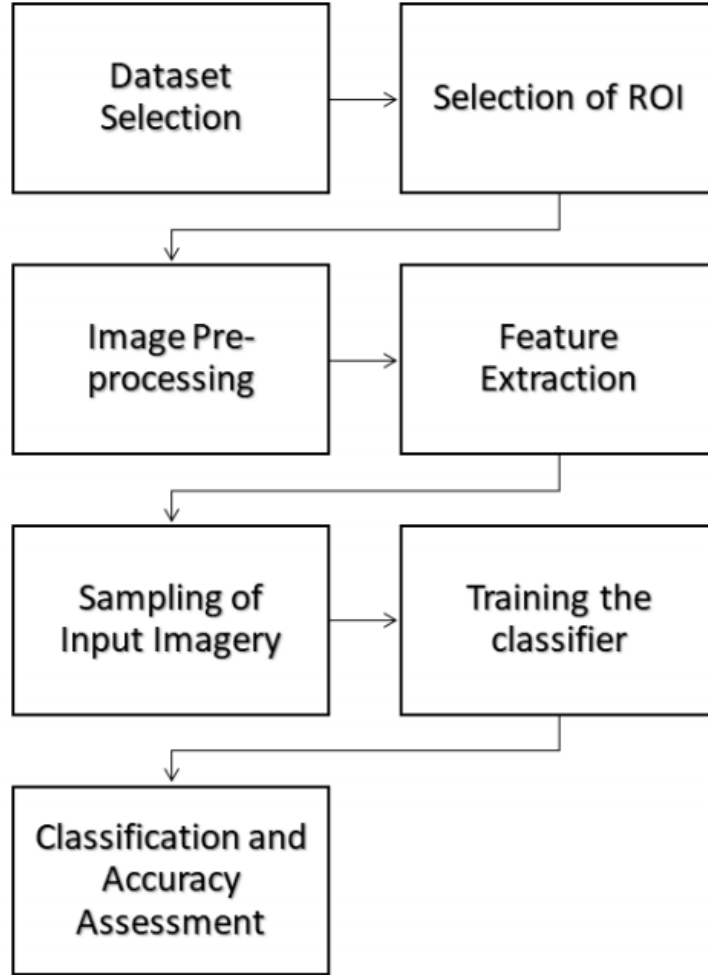 Dataset
Selection
Selection of ROI
Image Pre-
processing
Feature
Extraction
Sampling of
Input Imagery
Training the
classifier
Classification and
Accuracy
Assessment